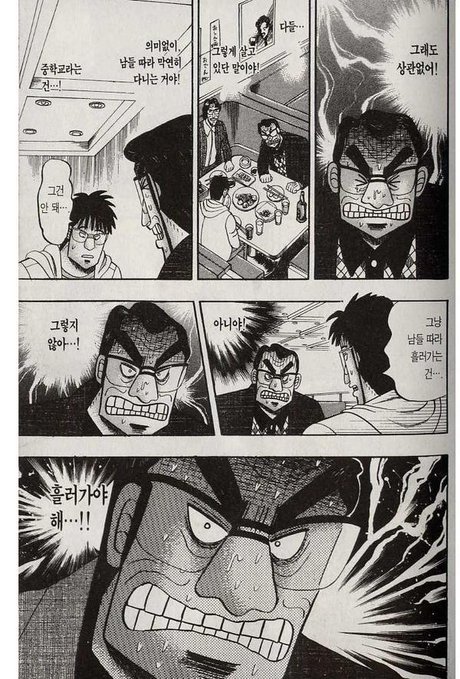 그래도
상관없어!
다들…
그렇게 살고
있단 말이야!
의미없이,
남들 따라 막연히
다니는 거야!
중학교라는
건…!
그건
안 돼…
그냥
남들 따라
흘러가는
건….
아니야!
그렇지
않아…!
흘러가야
해…!!